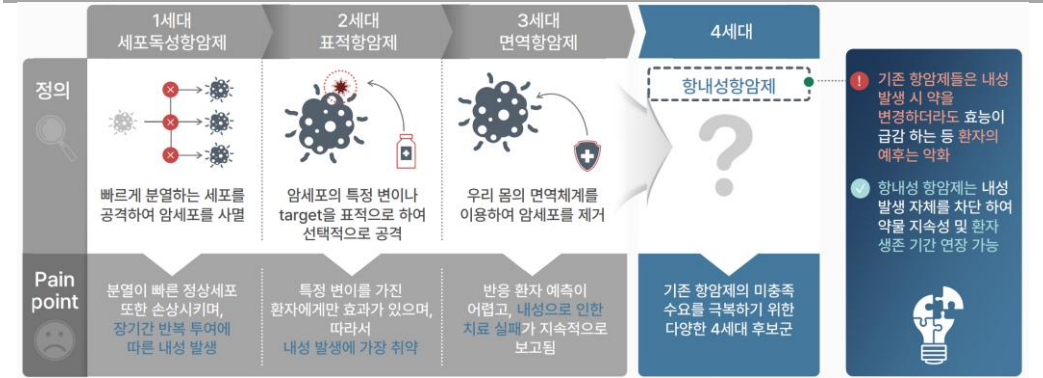 1세대
세포독성항암제
2세대
표적항암제
3세대
면역항암제
4세대
정의
빠르게 분열하는 세포를
공격하여 암세포를 사멸
암세포의 특정 변이나
target을 표적으로 하여
선택적으로 공격
우리 몸의 면역체계를
이용하여 암세포를 제거
항내성항암제
?
Pain
point
분열이 빠른 정상세포
또한 손상시키며,
장기간 반복 투여에
따른 내성 발생
특정 변이를 가진
환자에게만 효과가 있으며,
따라서
내성 발생에 가장 취약
반응 환자 예측이
어렵고, 내성으로 인한
치료 실패가 지속적으로
보고됨
기존 항암제의 미충족
수요를 극복하기 위한
다양한 4세대 후보군
기존 항암제들은 내성
발생 시 약을
변경하더라도 효능이
급감 하는 등 환자의
예후는 악화
항내성 항암제는 내성
발생 자체를 차단 하여
약물 지속성 및 환자
생존 기간 연장 가능